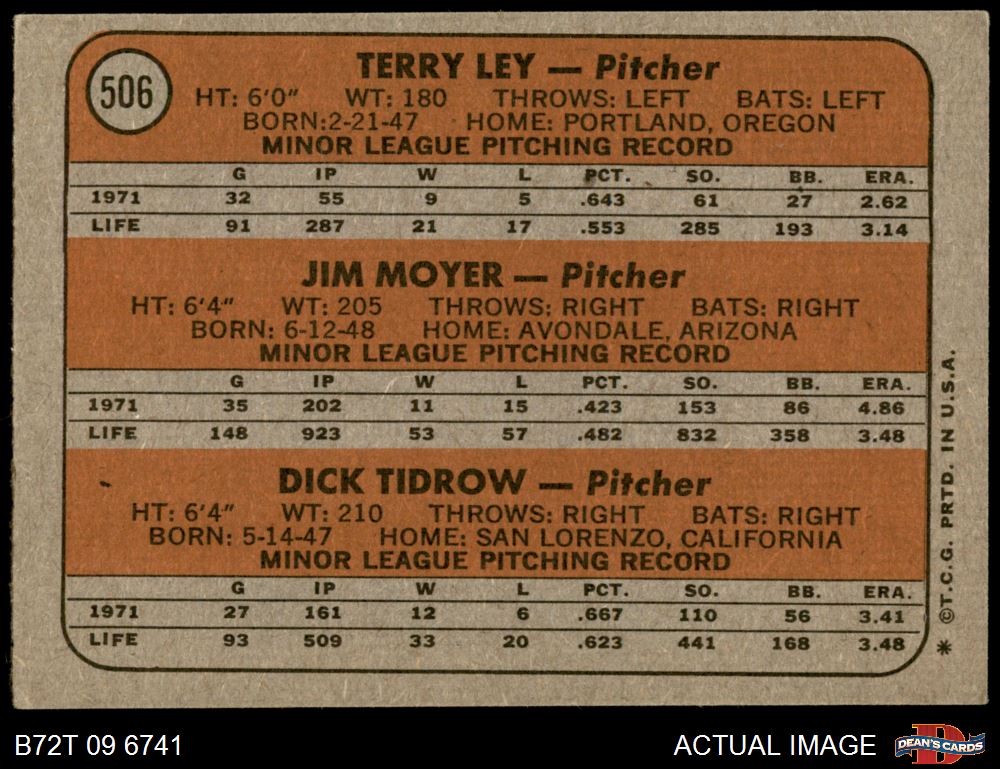 506
TERRY LEY — Pitcher
HT: 6'0" WT: 180 THROWS: LEFT BATS: LEFT
BORN:2-21-47 HOME: PORTLAND, OREGON
MINOR LEAGUE PITCHING RECORD
G IP W L PCT. SO. BB. ERA.
1971 32 55 9 5 .643 61 27 2.62
LIFE 91 287 21 17 .553 285 193 3.14
JIM MOYER — Pitcher
HT: 6'4" WT: 205 THROWS: RIGHT BATS: RIGHT
BORN: 6-12-48 HOME: AVONDALE, ARIZONA
MINOR LEAGUE PITCHING RECORD
G IP W L PCT. SO. BB. ERA.
1971 35 202 11 15 .423 153 86 4.86
LIFE 148 923 53 57 .482 832 358 3.48
DICK TIDROW — Pitcher
HT: 6'4" WT: 210 THROWS: RIGHT BATS: RIGHT
BORN: 5-14-47 HOME: SAN LORENZO, CALIFORNIA
MINOR LEAGUE PITCHING RECORD
G IP W L PCT. SO. BB. ERA.
1971 27 161 12 6 .667 110 56 3.41
LIFE 93 509 33 20 .623 441 168 3.48
* ©T.C.G. PRTD. IN U.S.A.
B72T 09 6741
ACTUAL IMAGE
D
DEAN'S CARDS